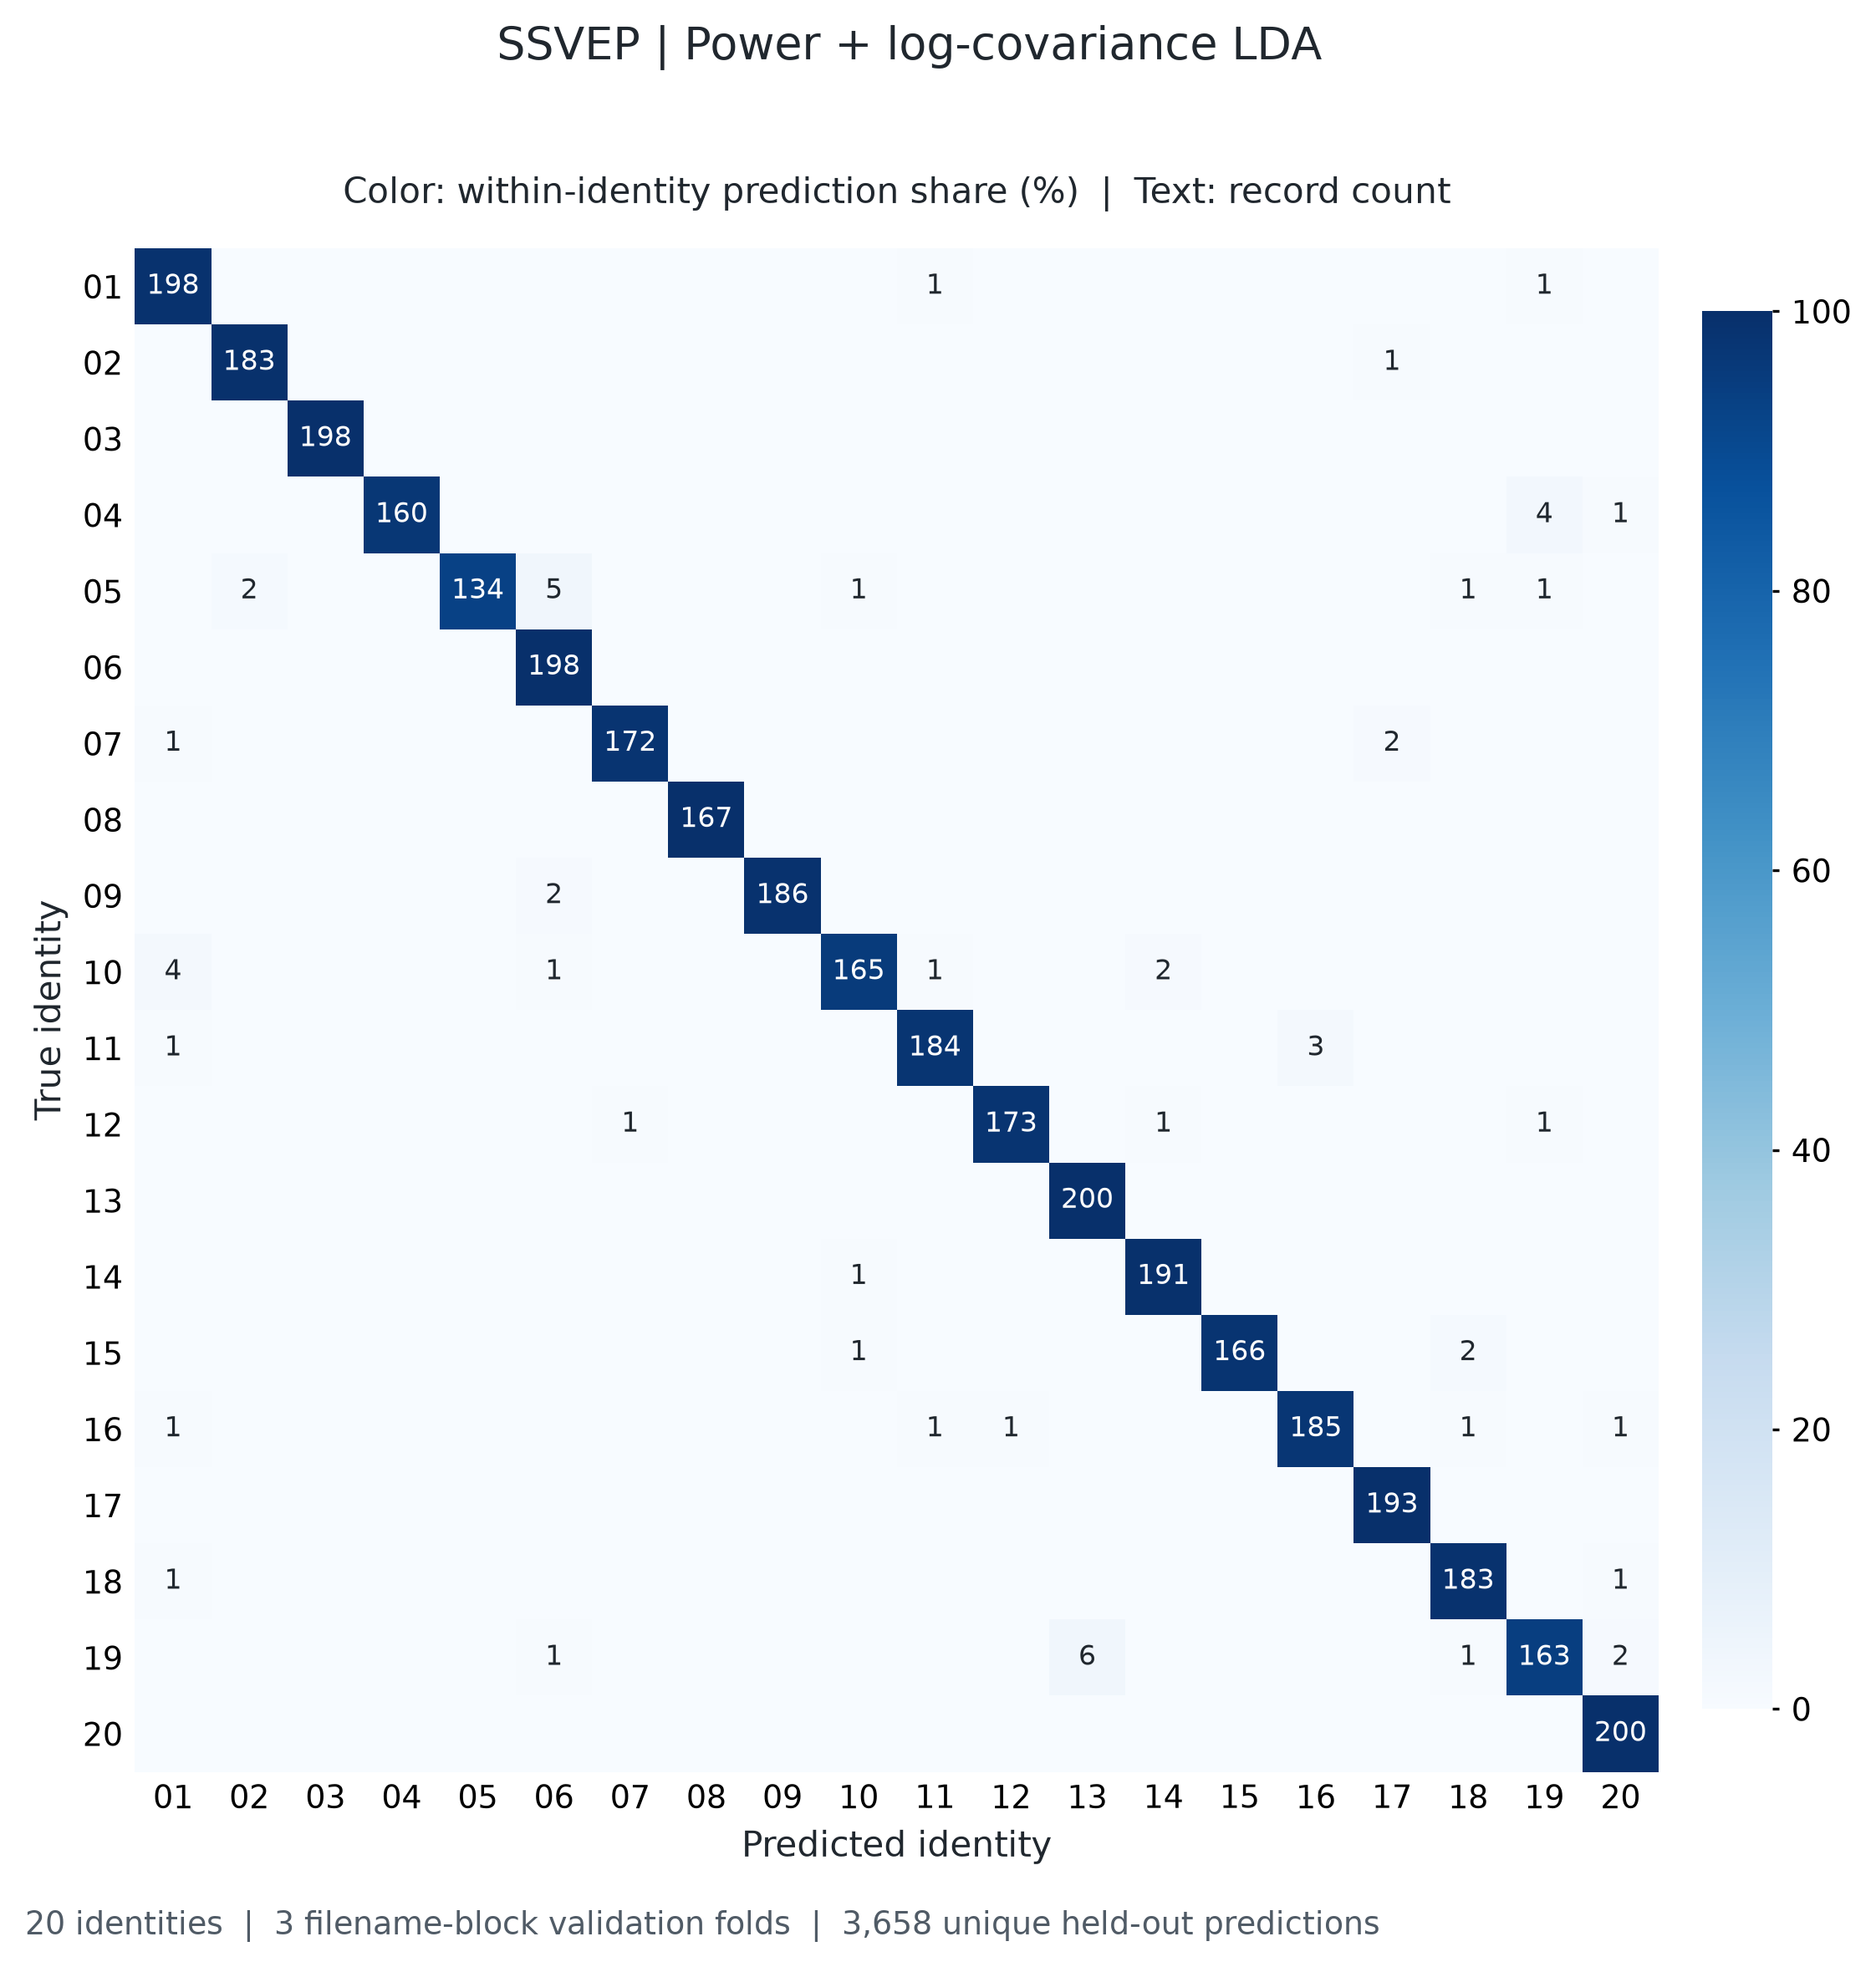 SSVEP | Power + log-covariance LDA
Color: within-identity prediction share (%) | Text: record count
01 198 1 1
02 183 1
03 198
04 160 4 1
05 2 134 5 1 1 1
06 198
07 1 172 2
08 167
09 2 186
10 4 1 165 1 2
11 1 184 3
12 1 173 1 1
13 200
14 1 191
15 1 166 2
16 1 1 1 185 1 1
17 193
18 1 183 1
19 1 6 1 163 2
20 200
01 02 03 04 05 06 07 08 09 10 11 12 13 14 15 16 17 18 19 20
Predicted identity
True identity
100
80
60
40
20
0
20 identities | 3 filename-block validation folds | 3,658 unique held-out predictions